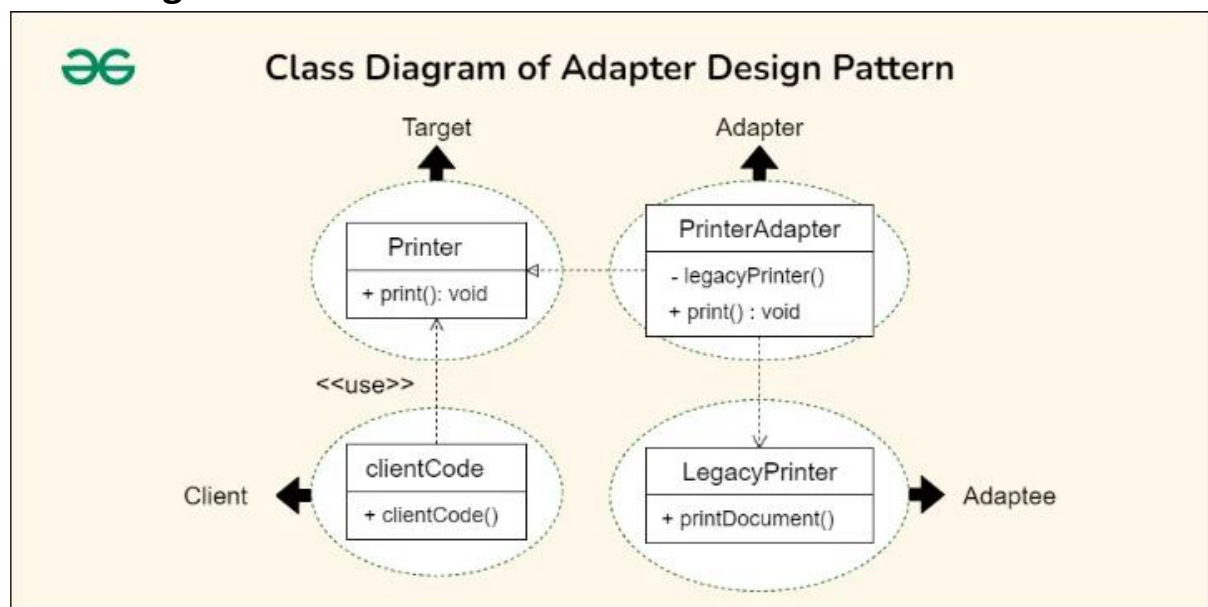 Class Diagram of Adapter Design Pattern
Target
Adapter
Printer
+ print(): void
PrinterAdapter
- legacyPrinter()
+ print() : void
<<use>>
Client
clientCode
+ clientCode()
LegacyPrinter
+ printDocument()
Adaptee